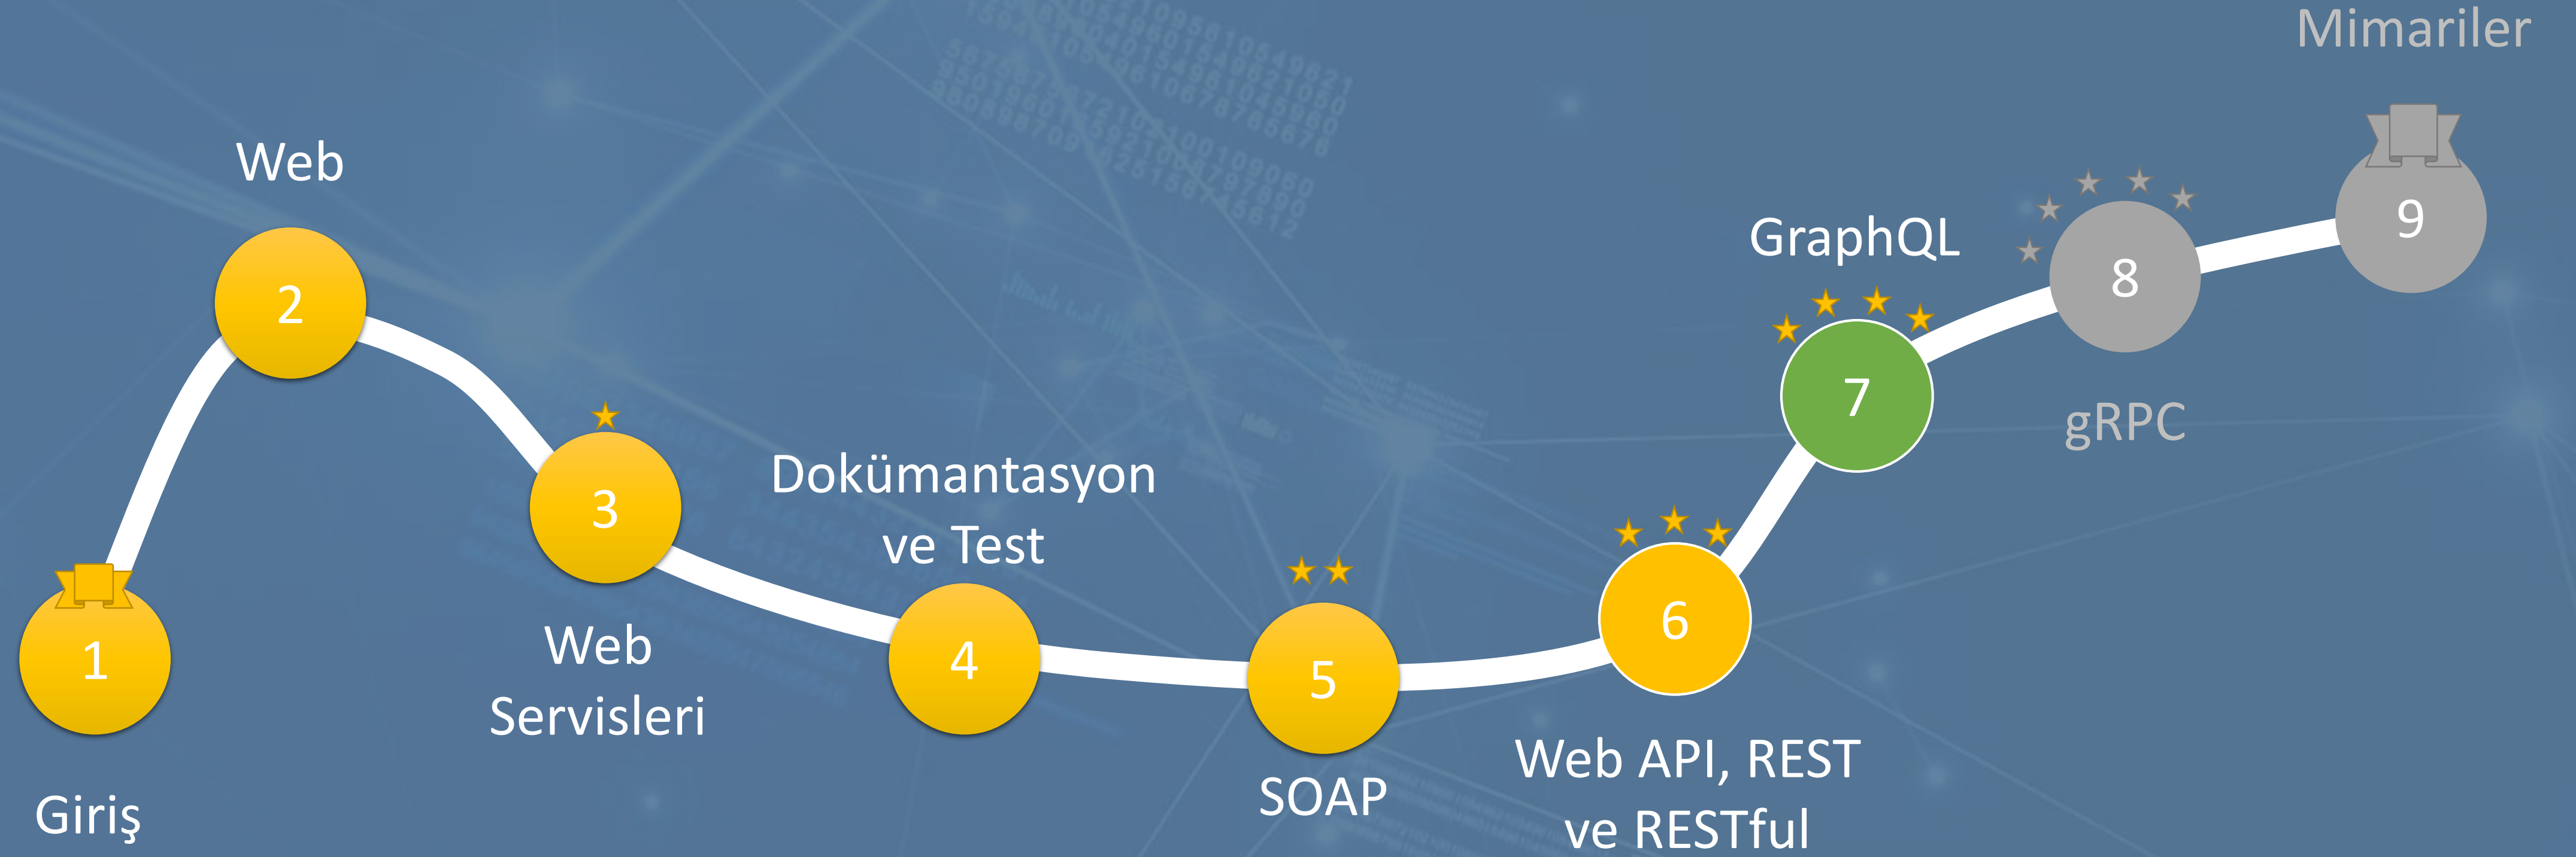 1
Giriş
2
Web
3
Web
Servisleri
4
Dokümantasyon
ve Test
5
SOAP
6
Web API, REST
ve RESTful
7
GraphQL
8
gRPC
9
Mimariler